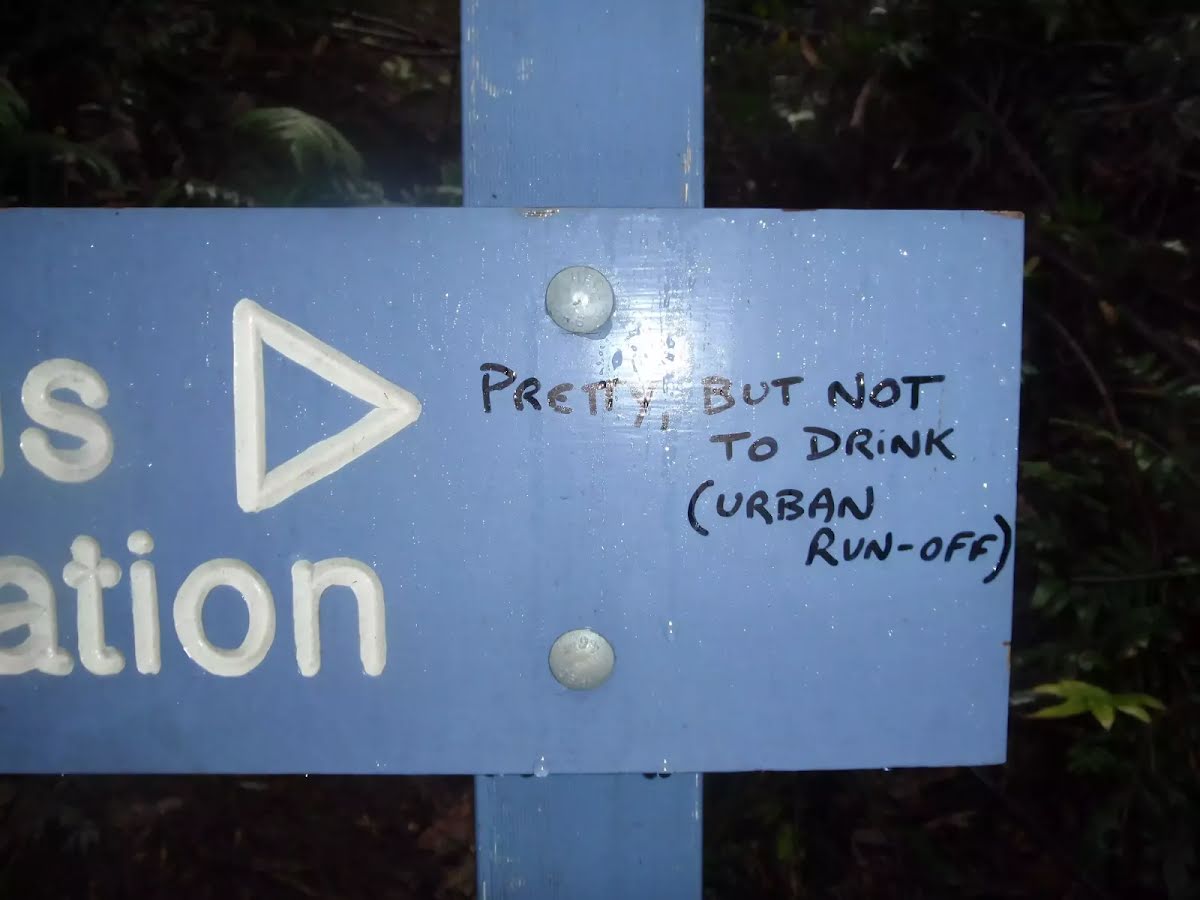 s
ation
PRETTY, BUT NOT
TO DRINK
(URBAN
RUN-OFF)